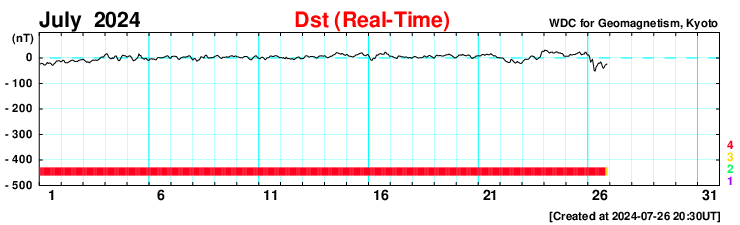 July 2024 Dst (Real-Time) WDC for Geomagnetism, Kyoto
(nT)
0
- 100
- 200
- 300
- 400
- 500
4
3
2
1
1 6 11 16 21 26 31
[Created at 2024-07-26 20:30UT]